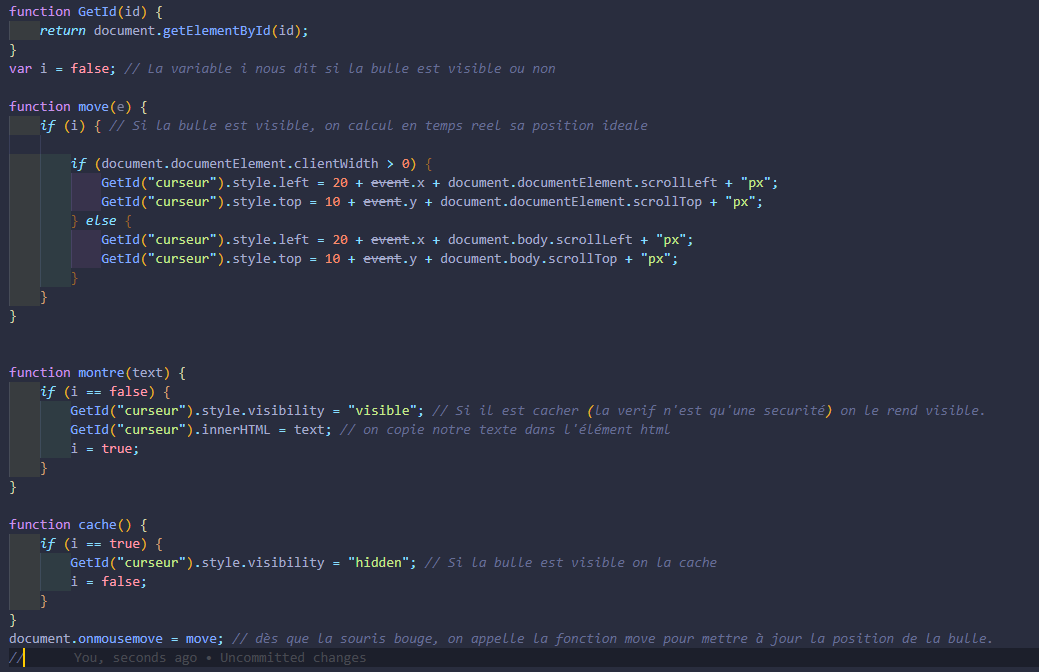 function GetId(id) {
    return document.getElementById(id);
}
var i = false; // La variable i nous dit si la bulle est visible ou non

function move(e) {
    if (i) { // Si la bulle est visible, on calcul en temps reel sa position ideale

        if (document.documentElement.clientWidth > 0) {
            GetId("curseur").style.left = 20 + event.x + document.documentElement.scrollLeft + "px";
            GetId("curseur").style.top = 10 + event.y + document.documentElement.scrollTop + "px";
        } else {
            GetId("curseur").style.left = 20 + event.x + document.body.scrollLeft + "px";
            GetId("curseur").style.top = 10 + event.y + document.body.scrollTop + "px";
        }
    }
}

function montre(text) {
    if (i == false) {
        GetId("curseur").style.visibility = "visible"; // Si il est cacher (la verif n'est qu'une securité) on le rend visible.
        GetId("curseur").innerHTML = text; // on copie notre texte dans l'élément html
        i = true;
    }
}

function cache() {
    if (i == true) {
        GetId("curseur").style.visibility = "hidden"; // Si la bulle est visible on la cache
        i = false;
    }
}
document.onmousemove = move; // dès que la souris bouge, on appelle la fonction move pour mettre à jour la position de la bulle.
// You, seconds ago • Uncommitted changes